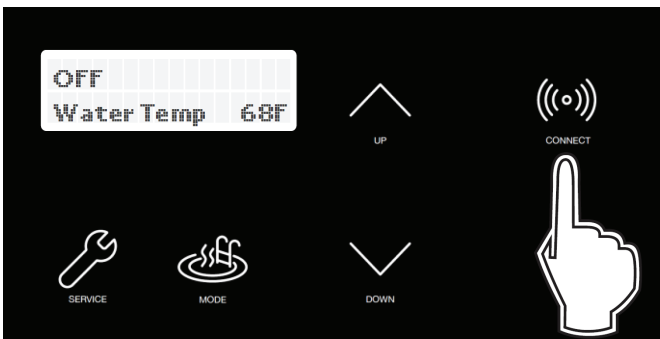 OFF
Water Temp 68F
UP
CONNECT
SERVICE
MODE
DOWN